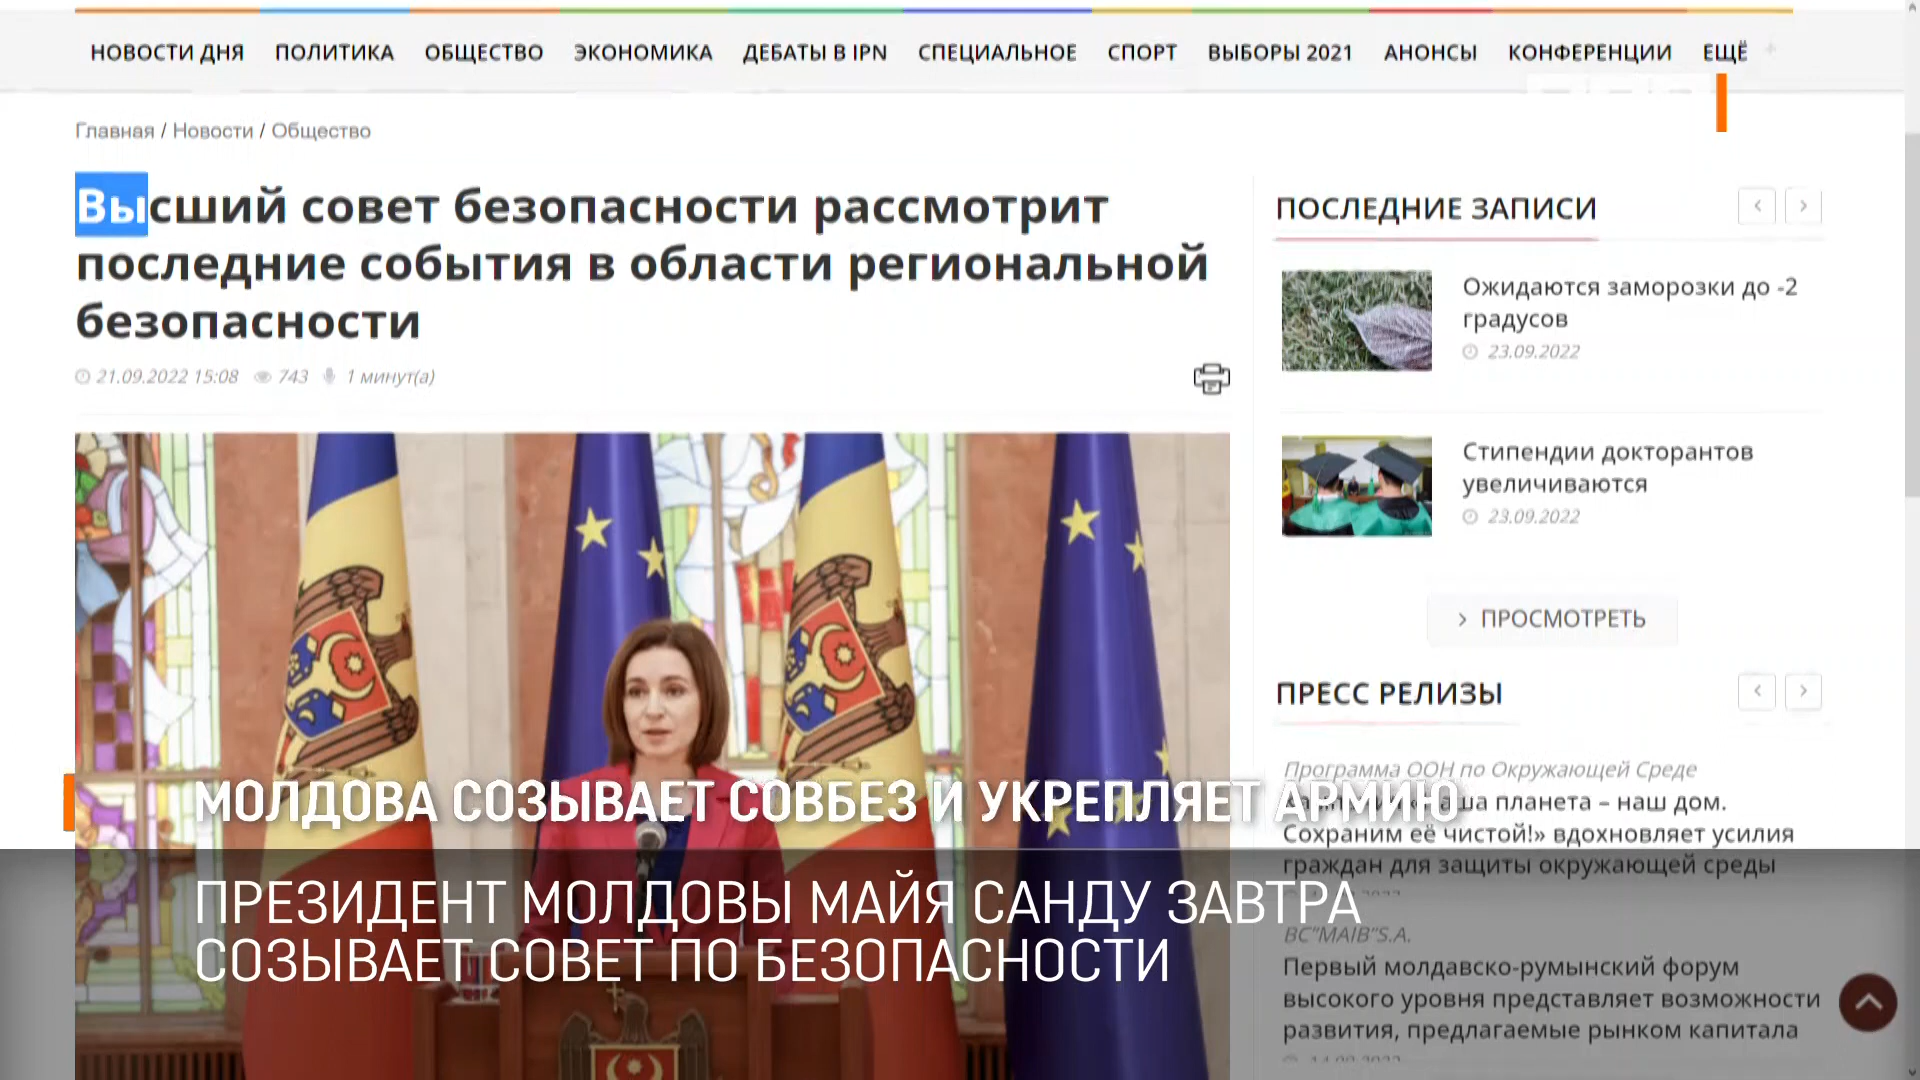 НОВОСТИ ДНЯ ПОЛИТИКА ОБЩЕСТВО ЭКОНОМИКА ДЕБАТЫ В IPN СПЕЦИАЛЬНОЕ СПОРТ ВЫБОРЫ 2021 АНОНСЫ КОНФЕРЕНЦИИ ЕЩЁ
Главная / Новости / Общество
Высший совет безопасности рассмотрит
последние события в области региональной
безопасности
21.09.2022 15:08 743 1 минут(а)
ПОСЛЕДНИЕ ЗАПИСИ
Ожидаются заморозки до -2
градусов
23.09.2022
Стипендии докторантов
увеличиваются
23.09.2022
ПРОСМОТРЕТЬ
ПРЕСС РЕЛИЗЫ
Программа ООН по Окружающей Среде
планета – наш дом.
Сохраним её чистой!» вдохновляет усилия
граждан для защиты окружающей среды
BC"MAIB"S.A.
Первый молдавско-румынский форум
высокого уровня представляет возможности
развития, предлагаемые рынком капитала
МОЛДОВА СОЗЫВАЕТ СОВБЕЗ И УКРЕПЛЯЕТ АРМИЮ
ПРЕЗИДЕНТ МОЛДОВЫ МАЙЯ САНДУ ЗАВТРА
СОЗЫВАЕТ СОВЕТ ПО БЕЗОПАСНОСТИ